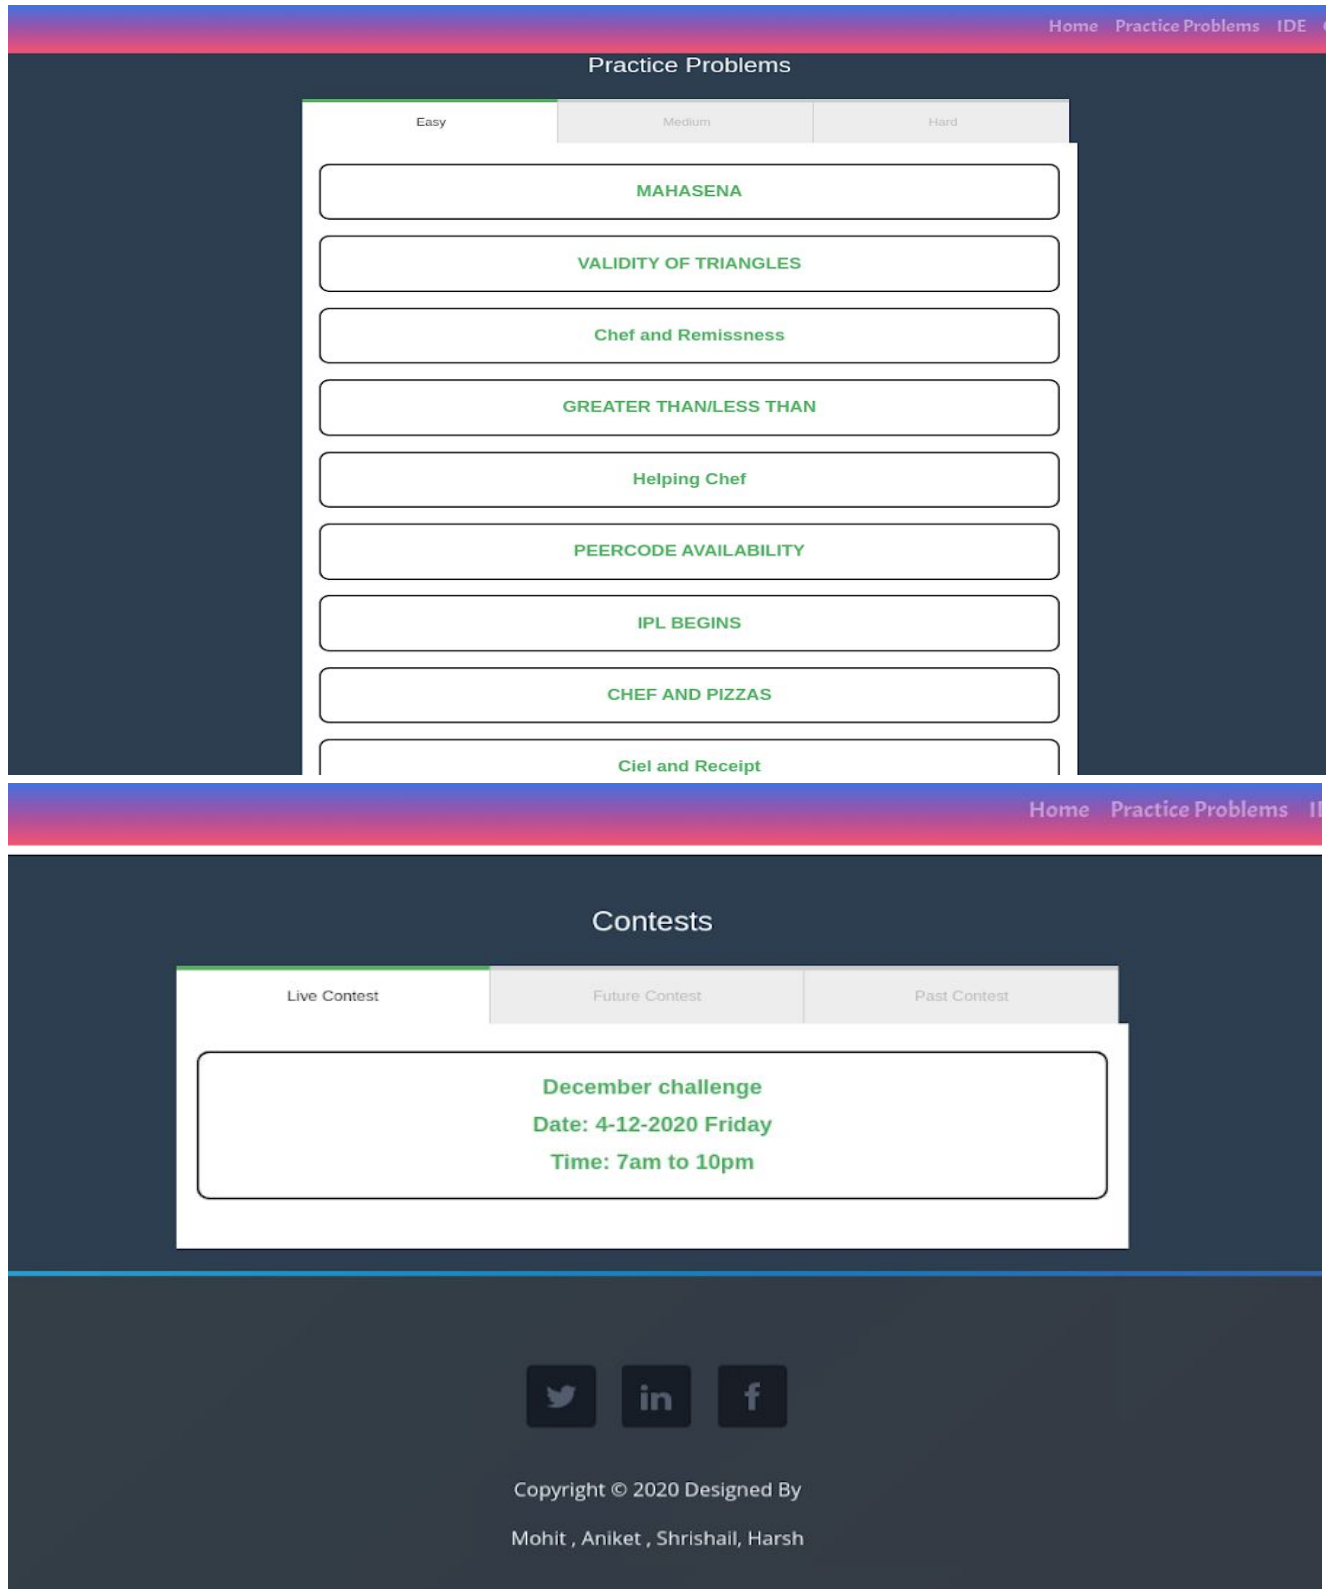 Home Practice Problems IDE
Practice Problems
Easy Medium Hard
MAHASENA
VALIDITY OF TRIANGLES
Chef and Remissness
GREATER THAN/LESS THAN
Helping Chef
PEERCODE AVAILABILITY
IPL BEGINS
CHEF AND PIZZAS
Ciel and Receipt
Home Practice Problems
Contests
Live Contest Future Contest Past Contest
December challenge
Date: 4-12-2020 Friday
Time: 7am to 10pm
in f
Copyright © 2020 Designed By
Mohit , Aniket , Shrishail, Harsh